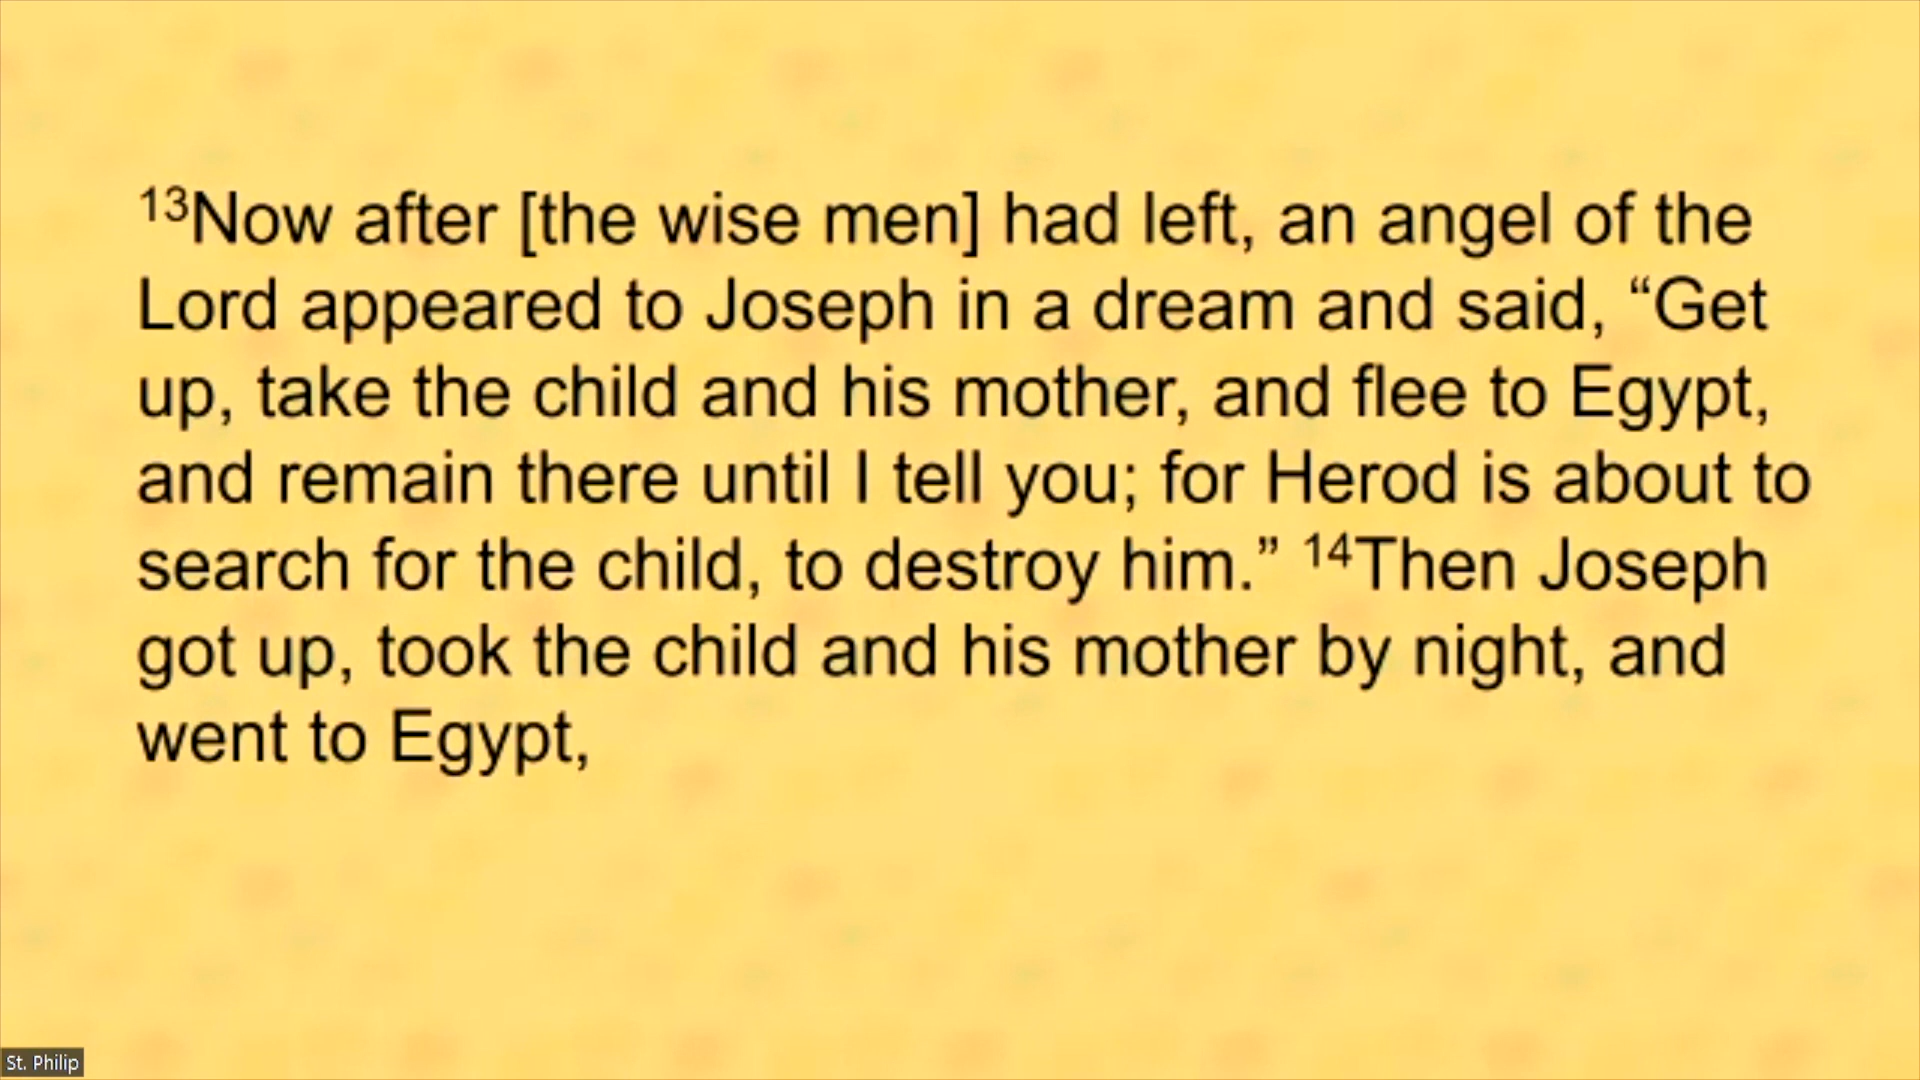 13Now after [the wise men] had left, an angel of the
Lord appeared to Joseph in a dream and said, “Get
up, take the child and his mother, and flee to Egypt,
and remain there until I tell you; for Herod is about to
search for the child, to destroy him.” 14Then Joseph
got up, took the child and his mother by night, and
went to Egypt,
St. Philip